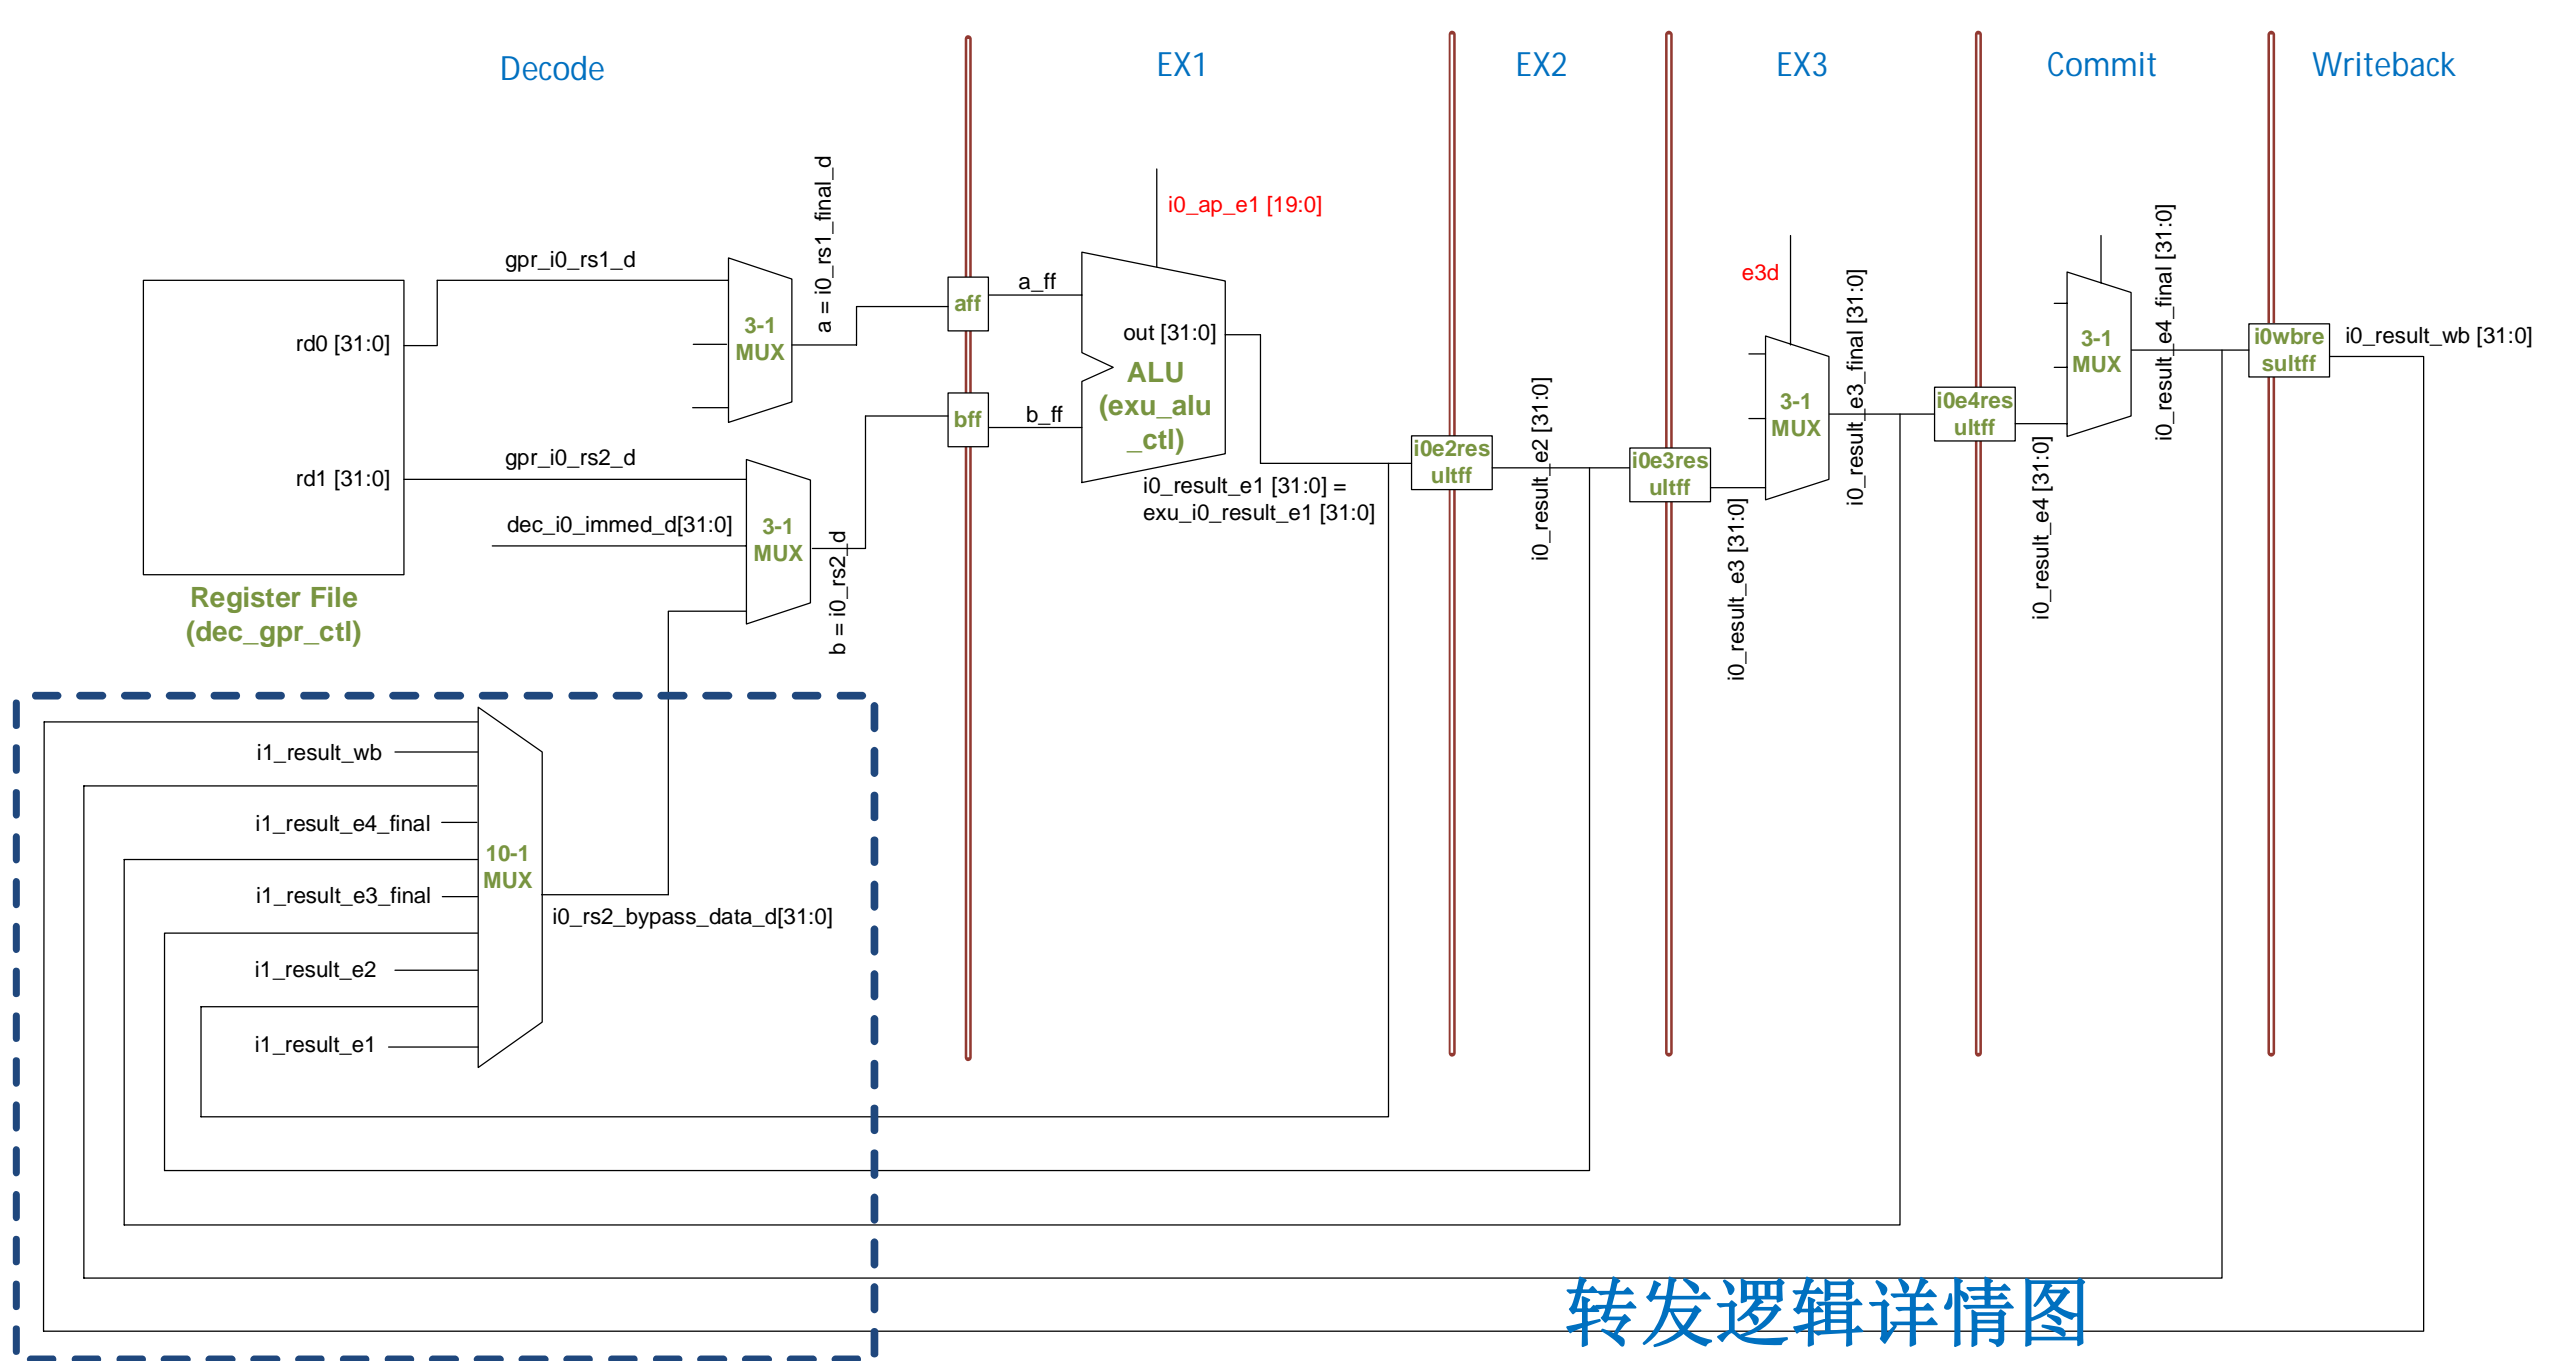 Decode
EX1
EX2
EX3
Commit
Writeback
rd0 [31:0]
rd1 [31:0]
Register File
(dec_gpr_ctl)
gpr_i0_rs1_d
gpr_i0_rs2_d
dec_i0_immed_d[31:0]
3-1
MUX
a = i0_rs1_final_d
3-1
MUX
b = i0_rs2_d
aff
bff
a_ff
b_ff
i0_ap_e1 [19:0]
out [31:0]
ALU
(exu_alu
_ctl)
i0_result_e1 [31:0] =
exu_i0_result_e1 [31:0]
i0e2res
ultff
i0_result_e2 [31:0]
i0e3res
ultff
i0_result_e3 [31:0]
e3d
3-1
MUX
i0_result_e3_final [31:0]
i0e4res
ultff
i0_result_e4 [31:0]
3-1
MUX
i0_result_e4_final [31:0]
i0wbre
sultff
i0_result_wb [31:0]
i1_result_wb
i1_result_e4_final
i1_result_e3_final
i1_result_e2
i1_result_e1
10-1
MUX
i0_rs2_bypass_data_d[31:0]
转发逻辑详情图